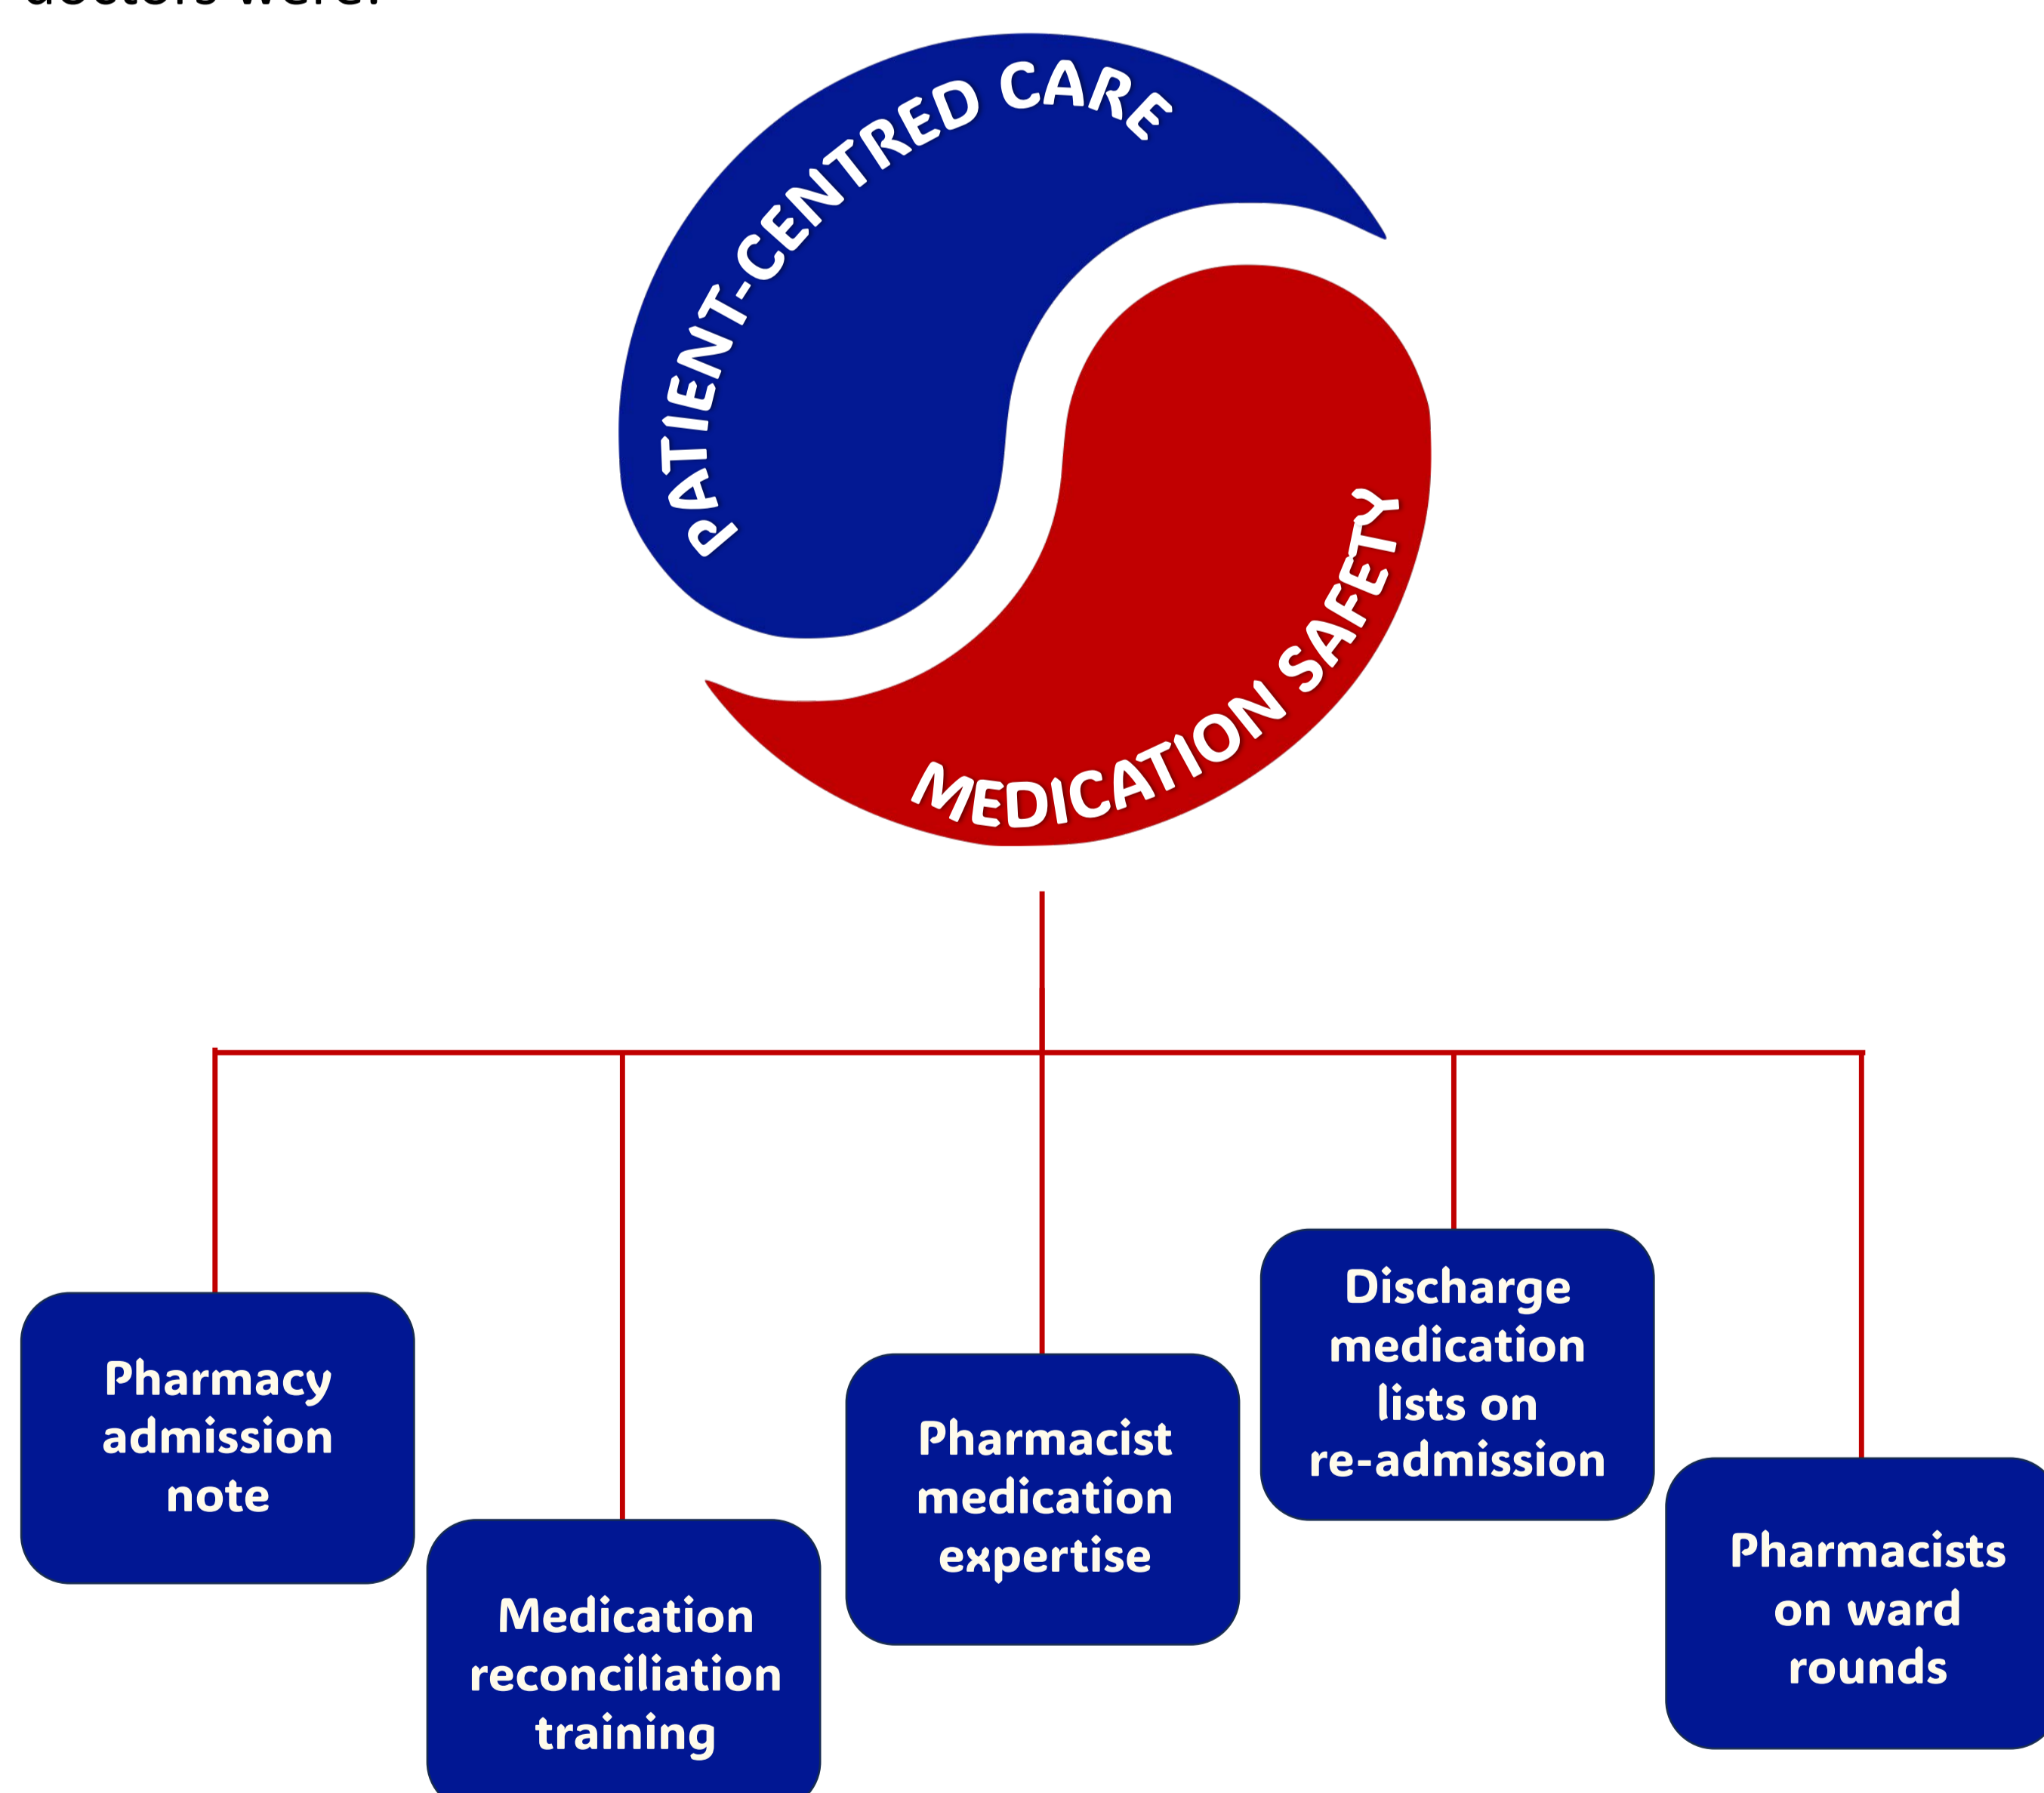 PATIENT-CENTRED CARE
MEDICATION SAFETY
Pharmacy
admission
note
Medication
reconciliation
training
Pharmacist
medication
expertise
Discharge
medication
lists on
re-admission
Pharmacists
on ward
rounds